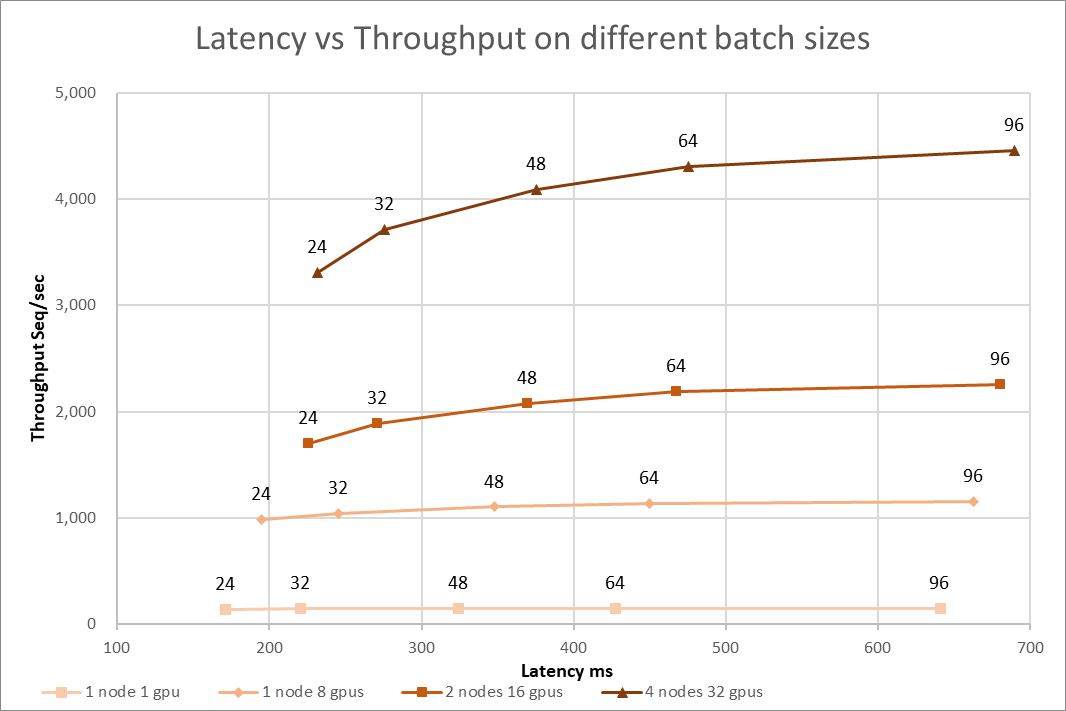 Latency vs Throughput on different batch sizes
5,000
4,000
3,000
2,000
1,000
0
Throughput Seq/sec
24 32 48 64 96
24 32 48 64 96
24 32 48 64 96
24 32 48 64 96
100 200 300 400 500 600 700
Latency ms
1 node 1 gpu 1 node 8 gpus 2 nodes 16 gpus 4 nodes 32 gpus